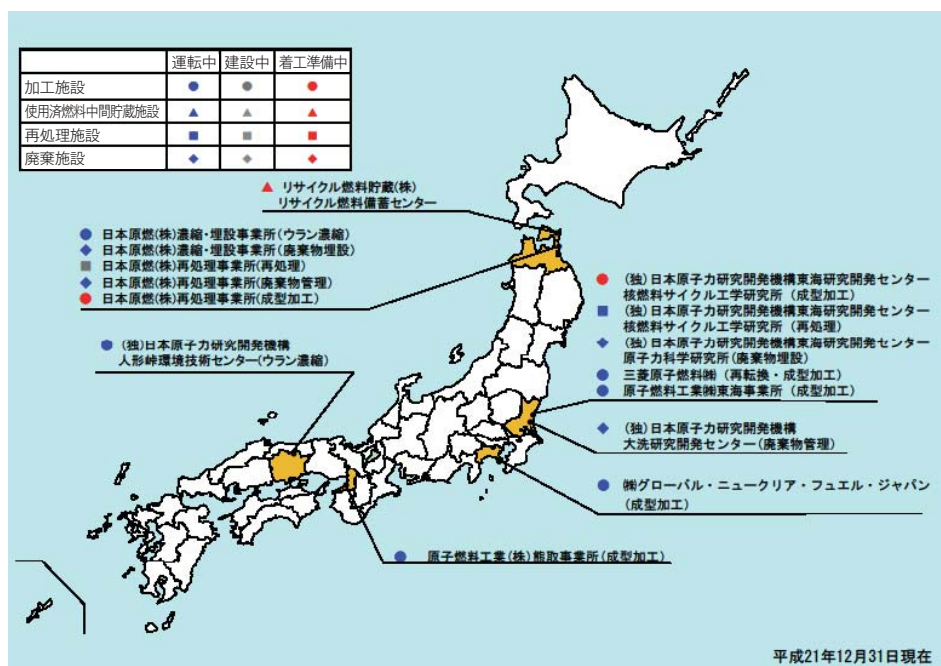 運転中 建設中 着工準備中
加工施設 ● ● ●
使用済燃料中間貯蔵施設 ▲ ▲ ▲
再処理施設 ■ ■ ■
廃棄施設 ◆ ◆ ◆
▲ リサイクル燃料貯蔵(株)
リサイクル燃料備蓄センター
● 日本原燃(株)濃縮・埋設事業所(ウラン濃縮)
◆ 日本原燃(株)濃縮・埋設事業所(廃棄物埋設)
■ 日本原燃(株)再処理事業所(再処理)
◆ 日本原燃(株)再処理事業所(廃棄物管理)
● 日本原燃(株)再処理事業所(成型加工)
● (独)日本原子力研究開発機構
人形峠環境技術センター(ウラン濃縮)
● (独)日本原子力研究開発機構東海研究開発センター
核燃料サイクル工学研究所（成型加工）
■ (独)日本原子力研究開発機構東海研究開発センター
核燃料サイクル工学研究所（再処理）
◆ (独)日本原子力研究開発機構東海研究開発センター
原子力科学研究所(廃棄物埋設)
● 三菱原子燃料㈱（再転換・成型加工）
● 原子燃料工業㈱東海事業所（成型加工）
◆ (独)日本原子力研究開発機構
大洗研究開発センター(廃棄物管理)
● ㈱グローバル・ニュークリア・フュエル・ジャパン
(成型加工)
● 原子燃料工業(株)熊取事業所(成型加工)
平成21年12月31日現在